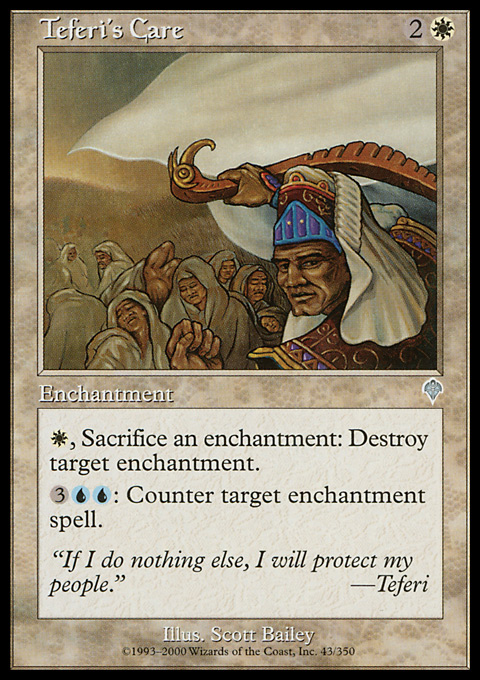 Teferi's Care 2
Enchantment
, Sacrifice an enchantment: Destroy
target enchantment.
3: Counter target enchantment
spell.
“If I do nothing else, I will protect my
people.” —Teferi
Illus. Scott Bailey
©1993–2000 Wizards of the Coast, Inc. 43/350